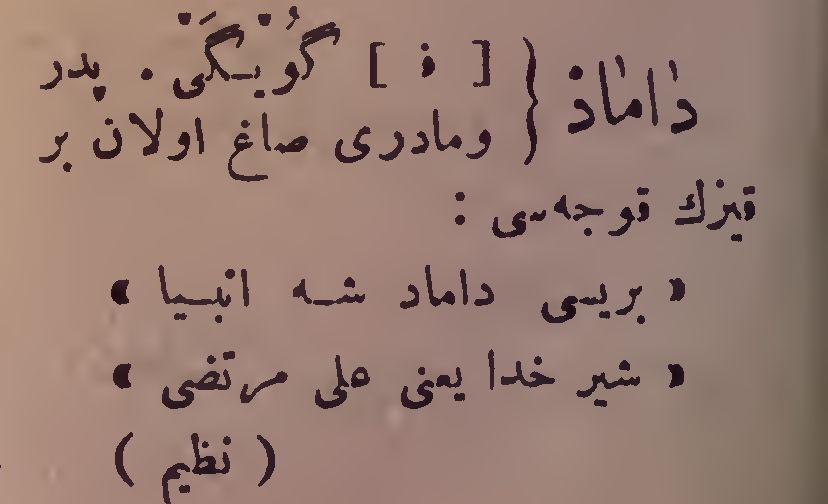 داماد { [ ف ] گُویگی . پدر
ومادری صاغ اولان بر
قیزك قوجه‌سی :
« بریسی داماد شه انبیا »
« شیر خدا یعنی علی مرتضی »
( نظیم )